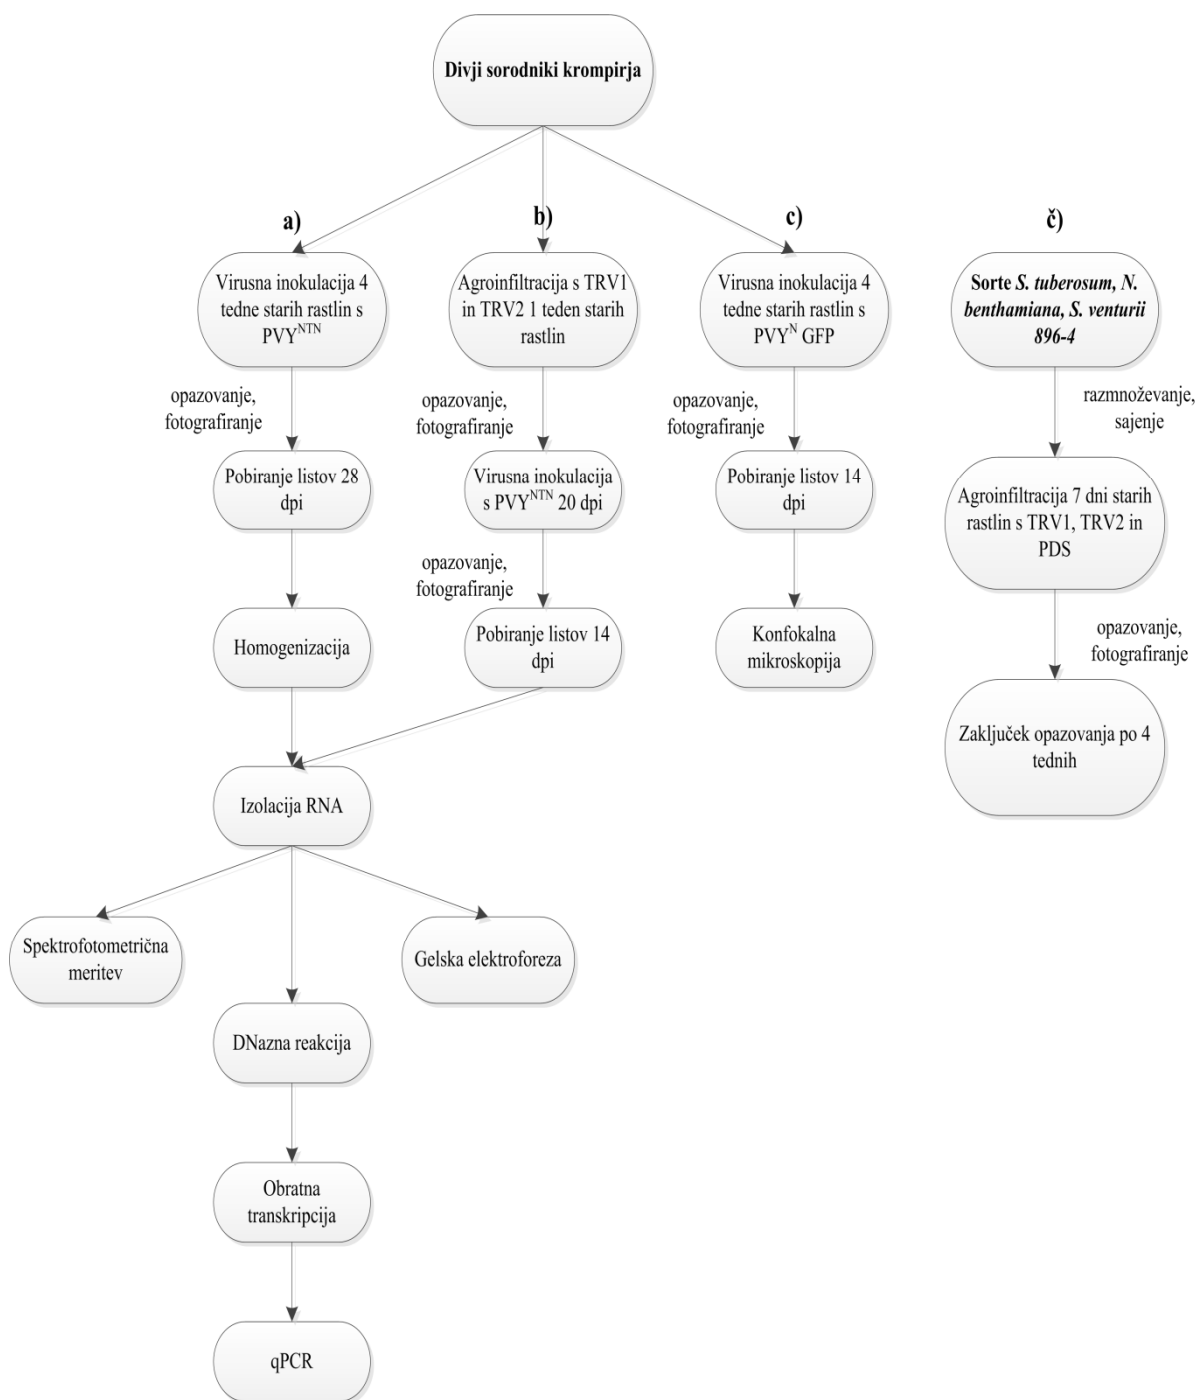 Divji sorodniki krompirja
a)
Virusna inokulacija 4
tedne starih rastlin s
PVY^NTN
opazovanje,
fotografiranje
Pobiranje listov 28
dpi
Homogenizacija
b)
Agroinfiltracija s TRV1
in TRV2 1 teden starih
rastlin
opazovanje,
fotografiranje
Virusna inokulacija
s PVY^NTN 20 dpi
opazovanje,
fotografiranje
Pobiranje listov 14
dpi
Izolacija RNA
Spektrofotometrična
meritev
Gelska elektroforeza
DNazna reakcija
Obratna
transkripcija
qPCR
c)
Virusna inokulacija 4
tedne starih rastlin s
PVY^N GFP
opazovanje,
fotografiranje
Pobiranje listov 14
dpi
Konfokalna
mikroskopija
č)
Sorte S. tuberosum, N.
benthamiana, S. venturii
896-4
razmnoževanje,
sajenje
Agroinfiltracija 7 dni starih
rastlin s TRV1, TRV2 in
PDS
opazovanje,
fotografiranje
Zaključek opazovanja po 4
tednih